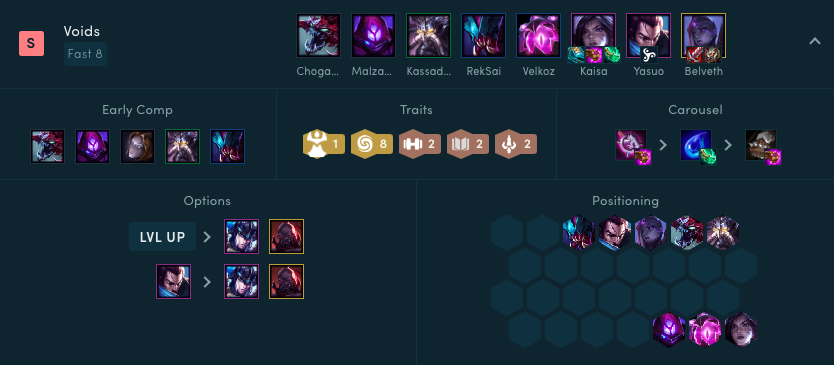 S
Voids
Fast 8
Choga...
Malza...
Kassad...
RekSai
Velkoz
Kaisa
Yasuo
Belveth
Early Comp
Traits
Carousel
1
8
2
2
2
Options
Positioning
LVL UP